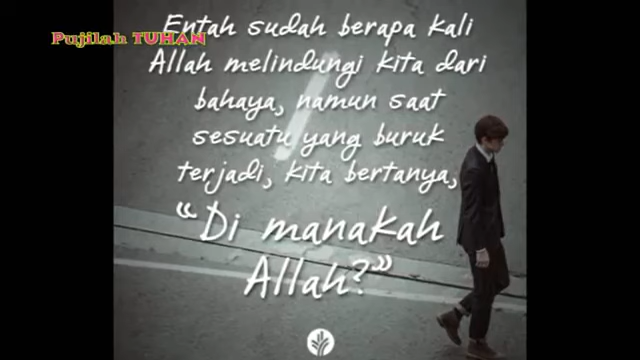 Pujilah TUHAN
Entah sudah berapa kali
Allah melindungi kita dari
bahaya, namun saat
sesuatu yang buruk
terjadi, kita bertanya,
"Di manakah
Allah?"